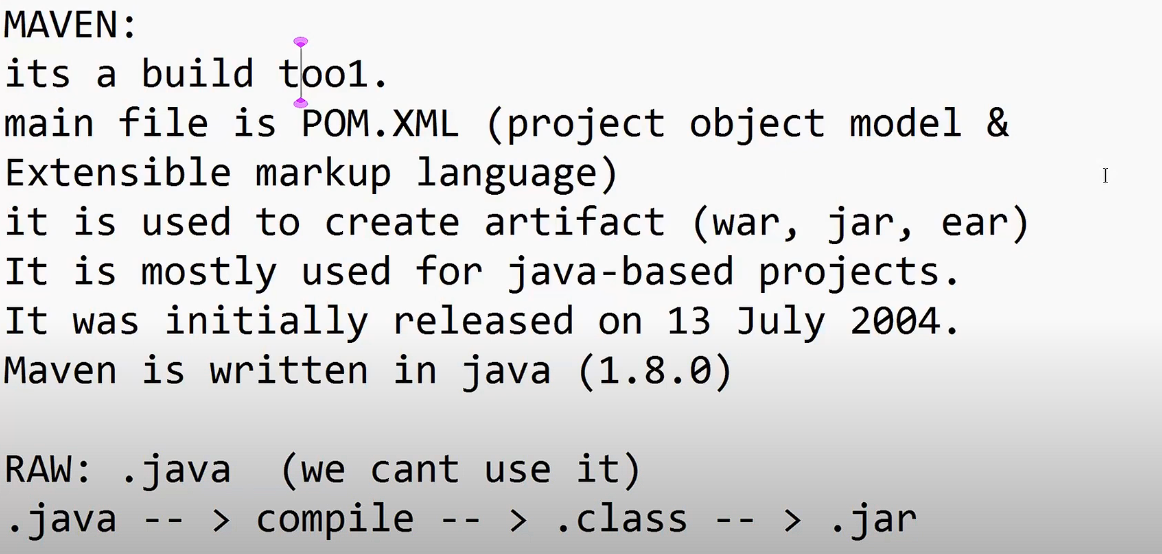 MAVEN:
its a build too1.
main file is POM.XML (project object model &
Extensible markup language)
it is used to create artifact (war, jar, ear)
It is mostly used for java-based projects.
It was initially released on 13 July 2004.
Maven is written in java (1.8.0)
RAW: .java  (we cant use it)
.java -- > compile -- > .class -- > .jar